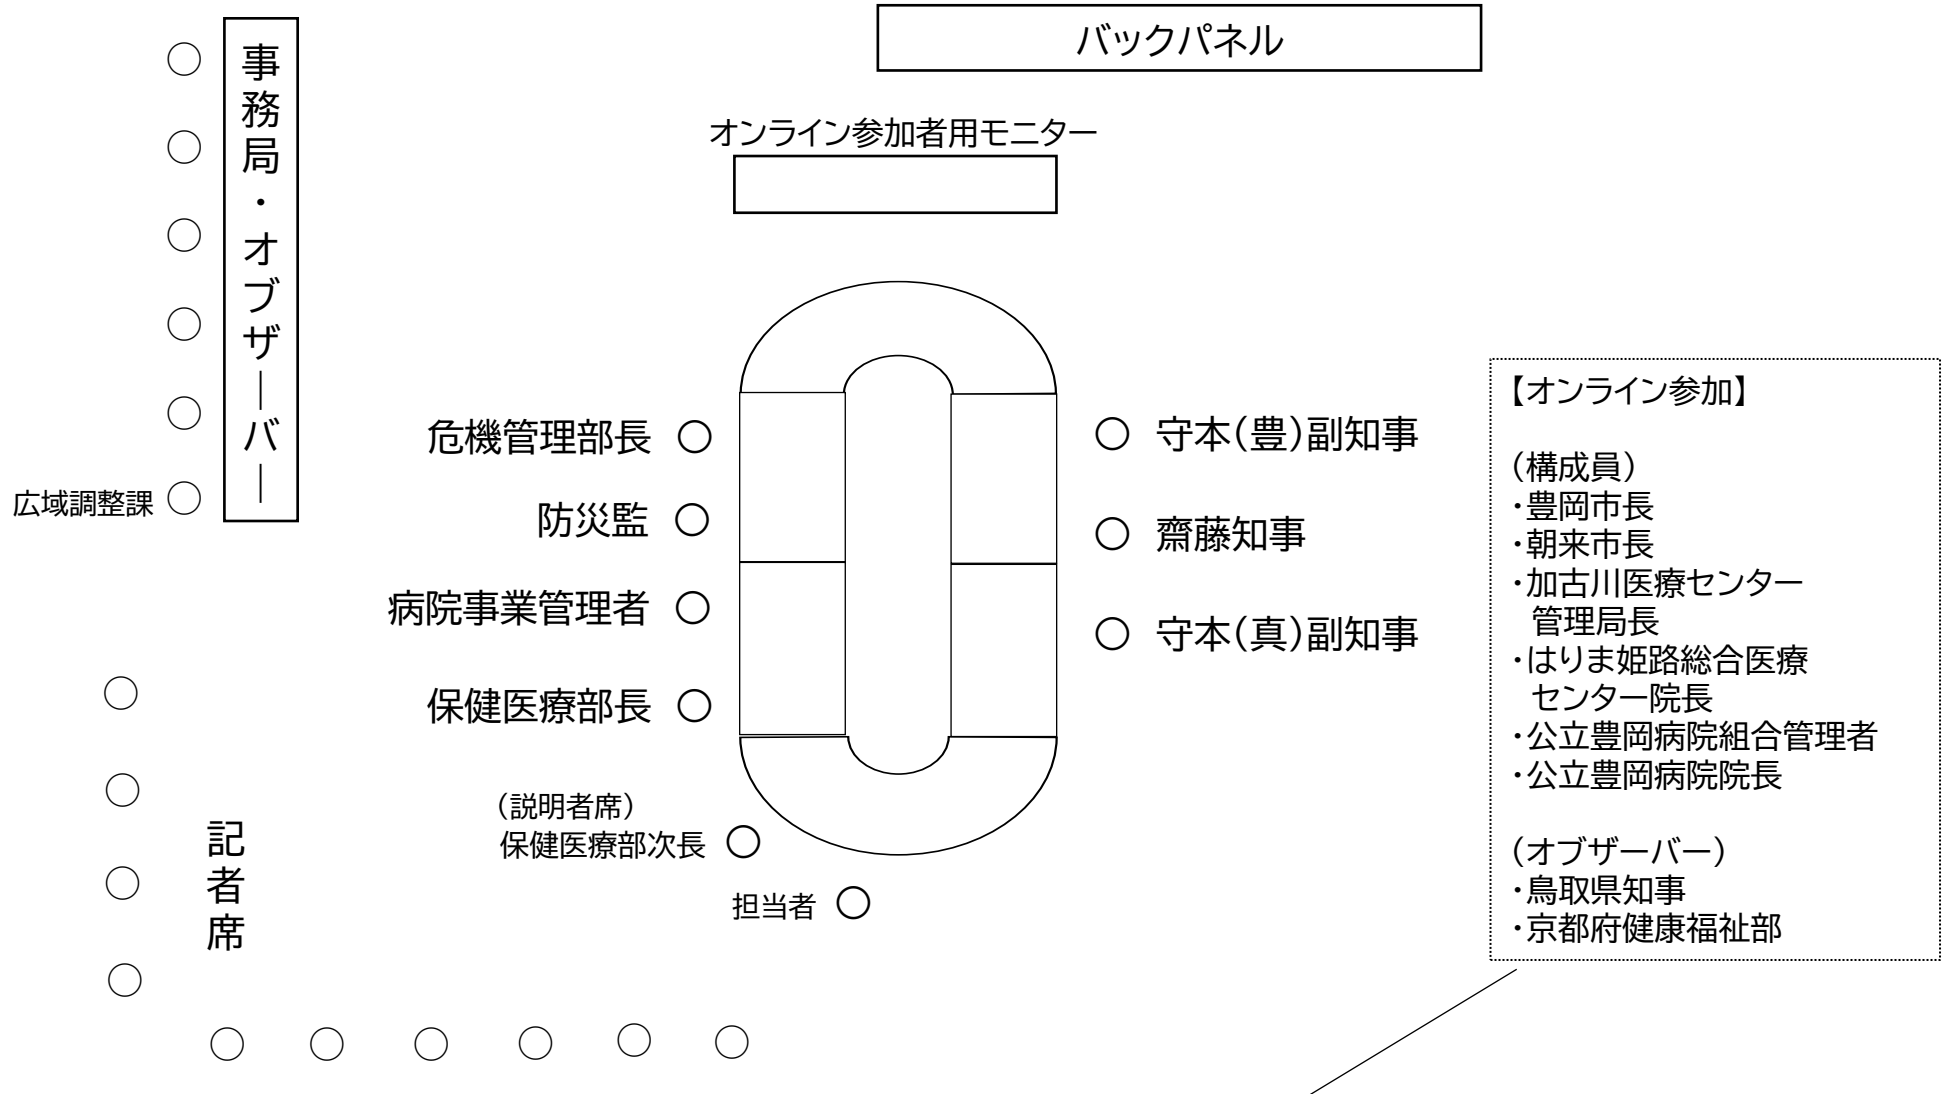 バックパネル
事務局・オブザーバー
オンライン参加者用モニター
広域調整課
危機管理部長
防災監
病院事業管理者
保健医療部長
守本(豊)副知事
齋藤知事
守本(真)副知事
(説明者席)
保健医療部次長
担当者
記者席
【オンライン参加】
(構成員)
・豊岡市長
・朝来市長
・加古川医療センター
管理局長
・はりま姫路総合医療
センター院長
・公立豊岡病院組合管理者
・公立豊岡病院院長
(オブザーバー)
・鳥取県知事
・京都府健康福祉部